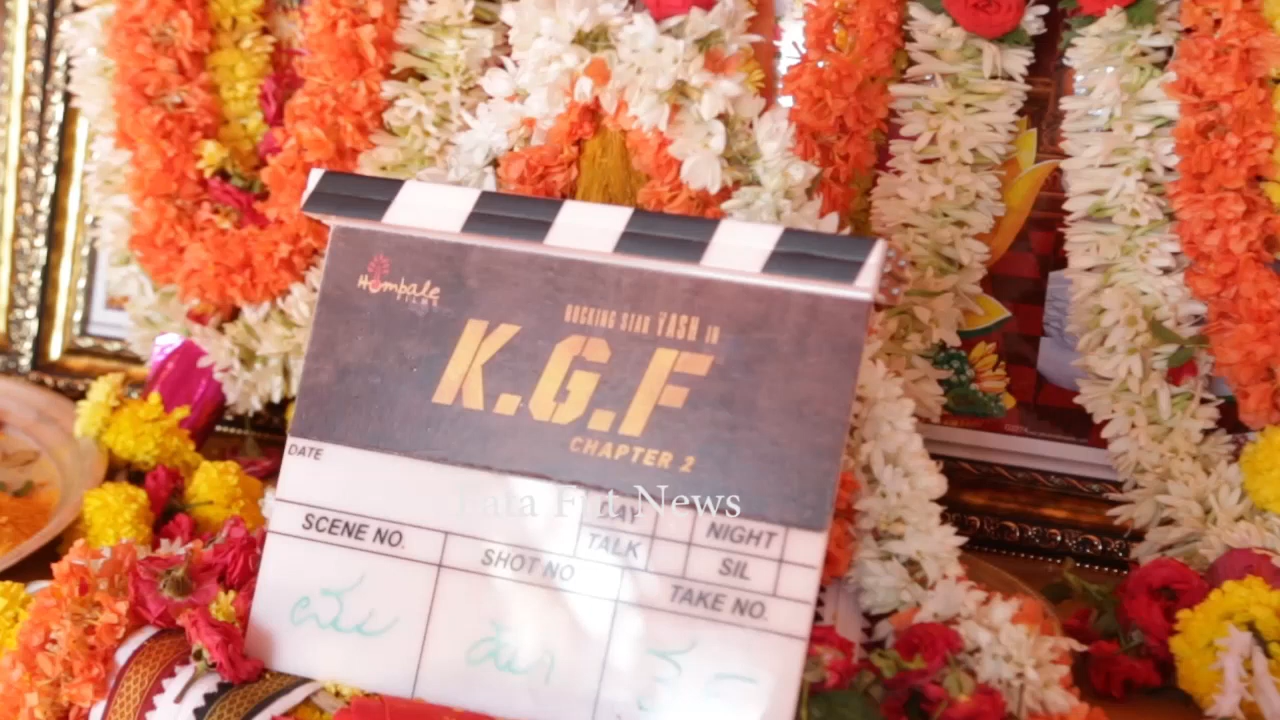 Hombale
FILMS
ROCKING STAR YASH IN
K.G.F
CHAPTER 2
DATE
News
DAY
NIGHT
TALK
SIL
SCENE NO.
SHOT NO
TAKE NO.